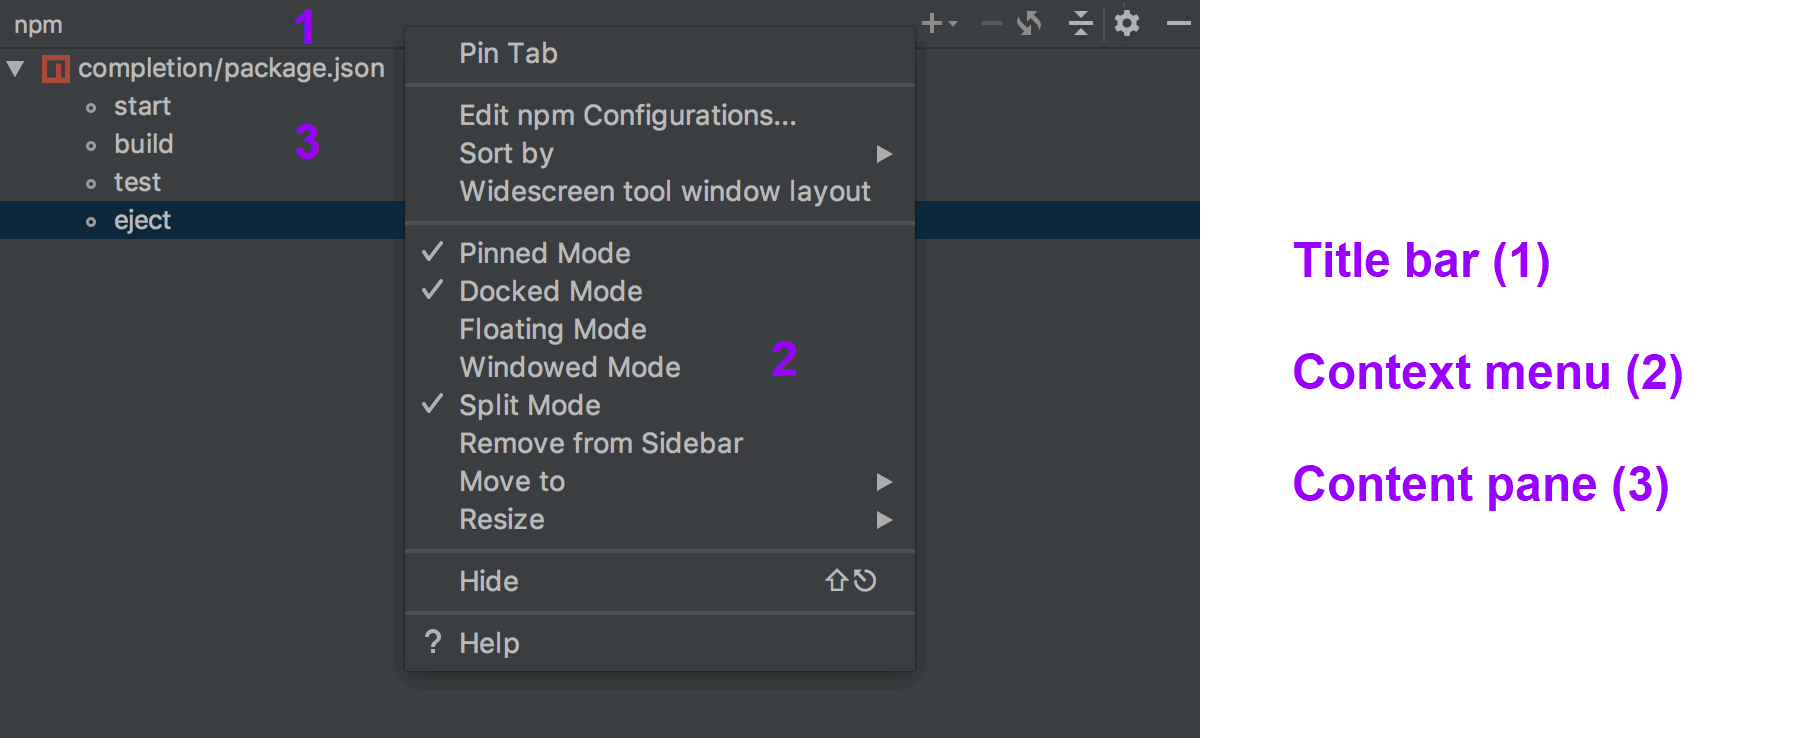 npm
1
completion/package.json
start
build
3
test
eject
Pin Tab
Edit npm Configurations...
Sort by
Widescreen tool window layout
Pinned Mode
Docked Mode
Floating Mode
2
Windowed Mode
Split Mode
Remove from Sidebar
Move to
Resize
Hide ⇧⎋
? Help
Title bar (1)
Context menu (2)
Content pane (3)